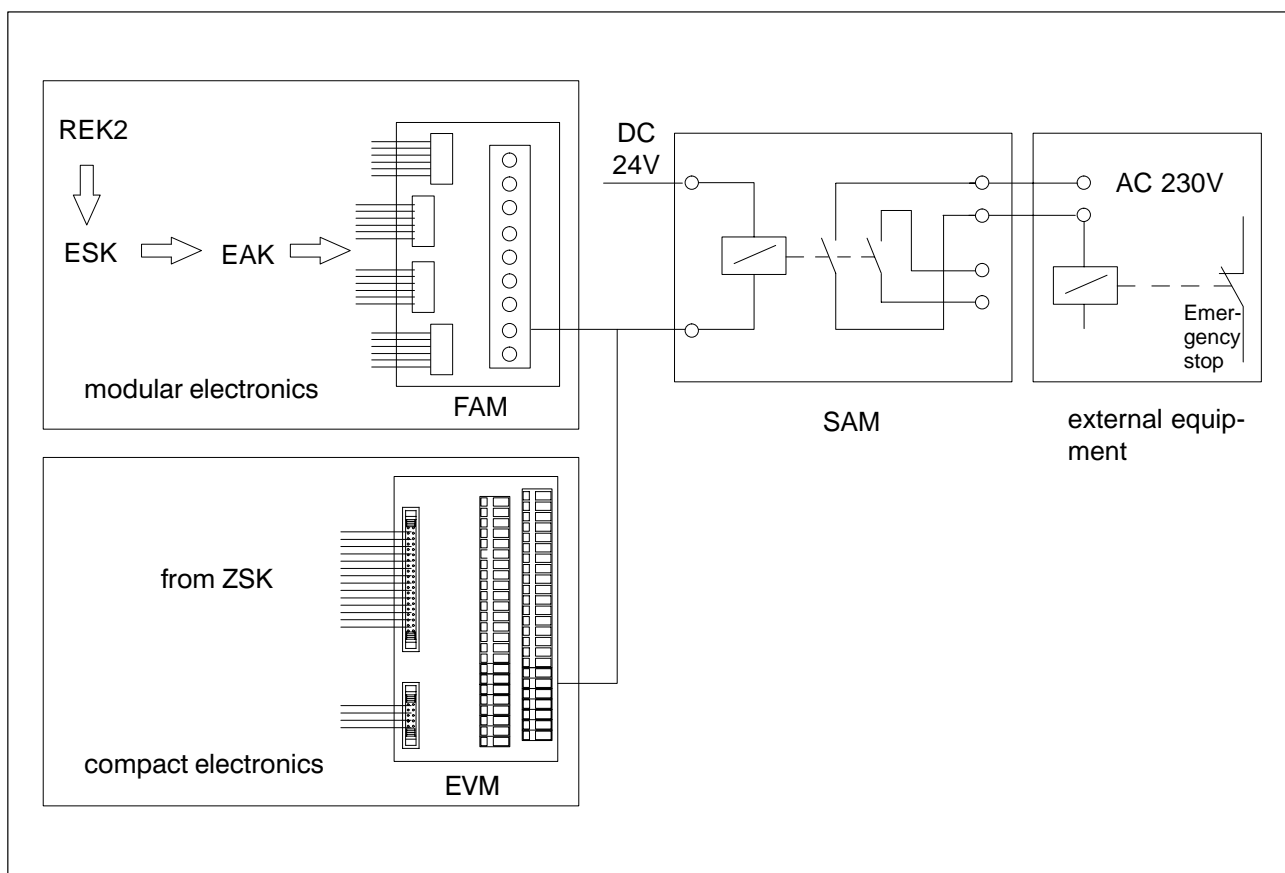 REK2
ESK
EAK
modular electronics
FAM
DC
24V
SAM
AC 230V
Emer-
gency
stop
external equip-
ment
from ZSK
compact electronics
EVM